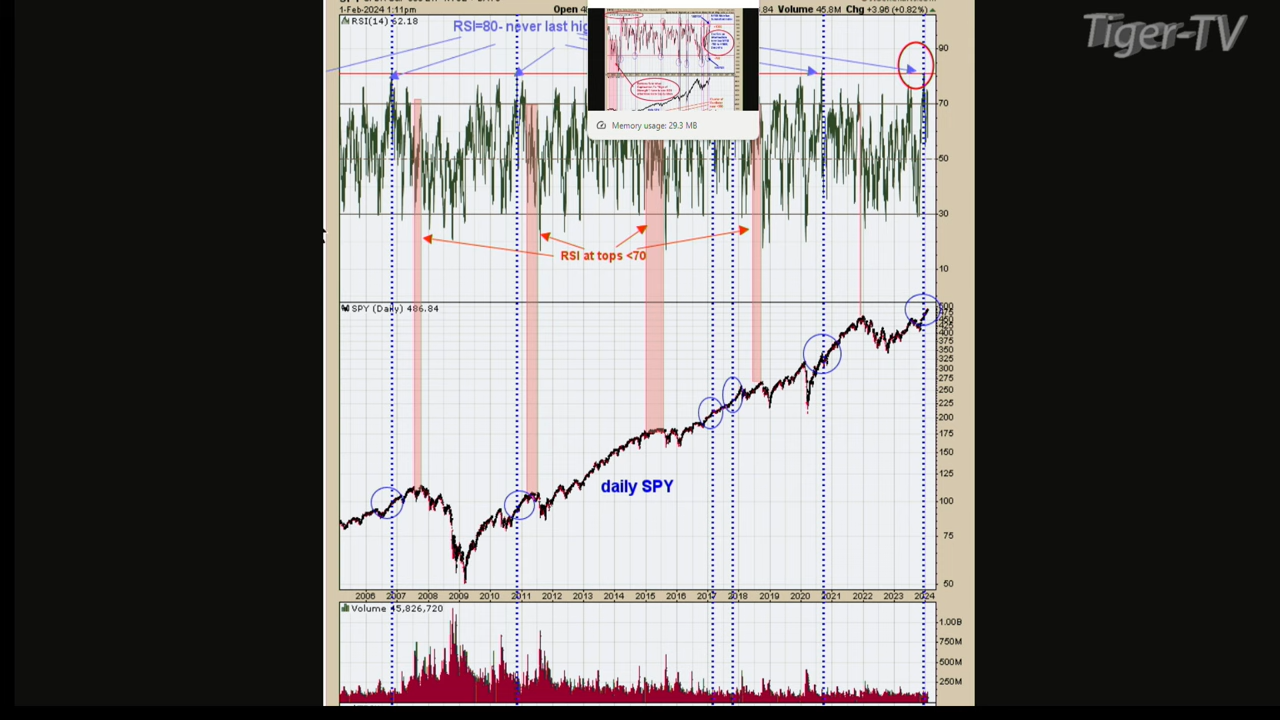 1-Feb-2024 1:11pm
Open 4
.84 Volume 45.8M Chg +3.96 (+0.82%)
Tiger-TV
RSI(14) 62.18
RSI=80- never last hig
90
70
50
30
10
Memory usage: 29.3 MB
RSI at tops <70
SPY (Daily) 486.84
500
475
450
425
400
375
350
325
300
275
250
225
200
175
150
125
100
75
50
daily SPY
2006 2007 2008 2009 2010 2011 2012 2013 2014 2015 2016 2017 2018 2019 2020 2021 2022 2023 2024
Volume 45,826,720
1.00B
750M
500M
250M